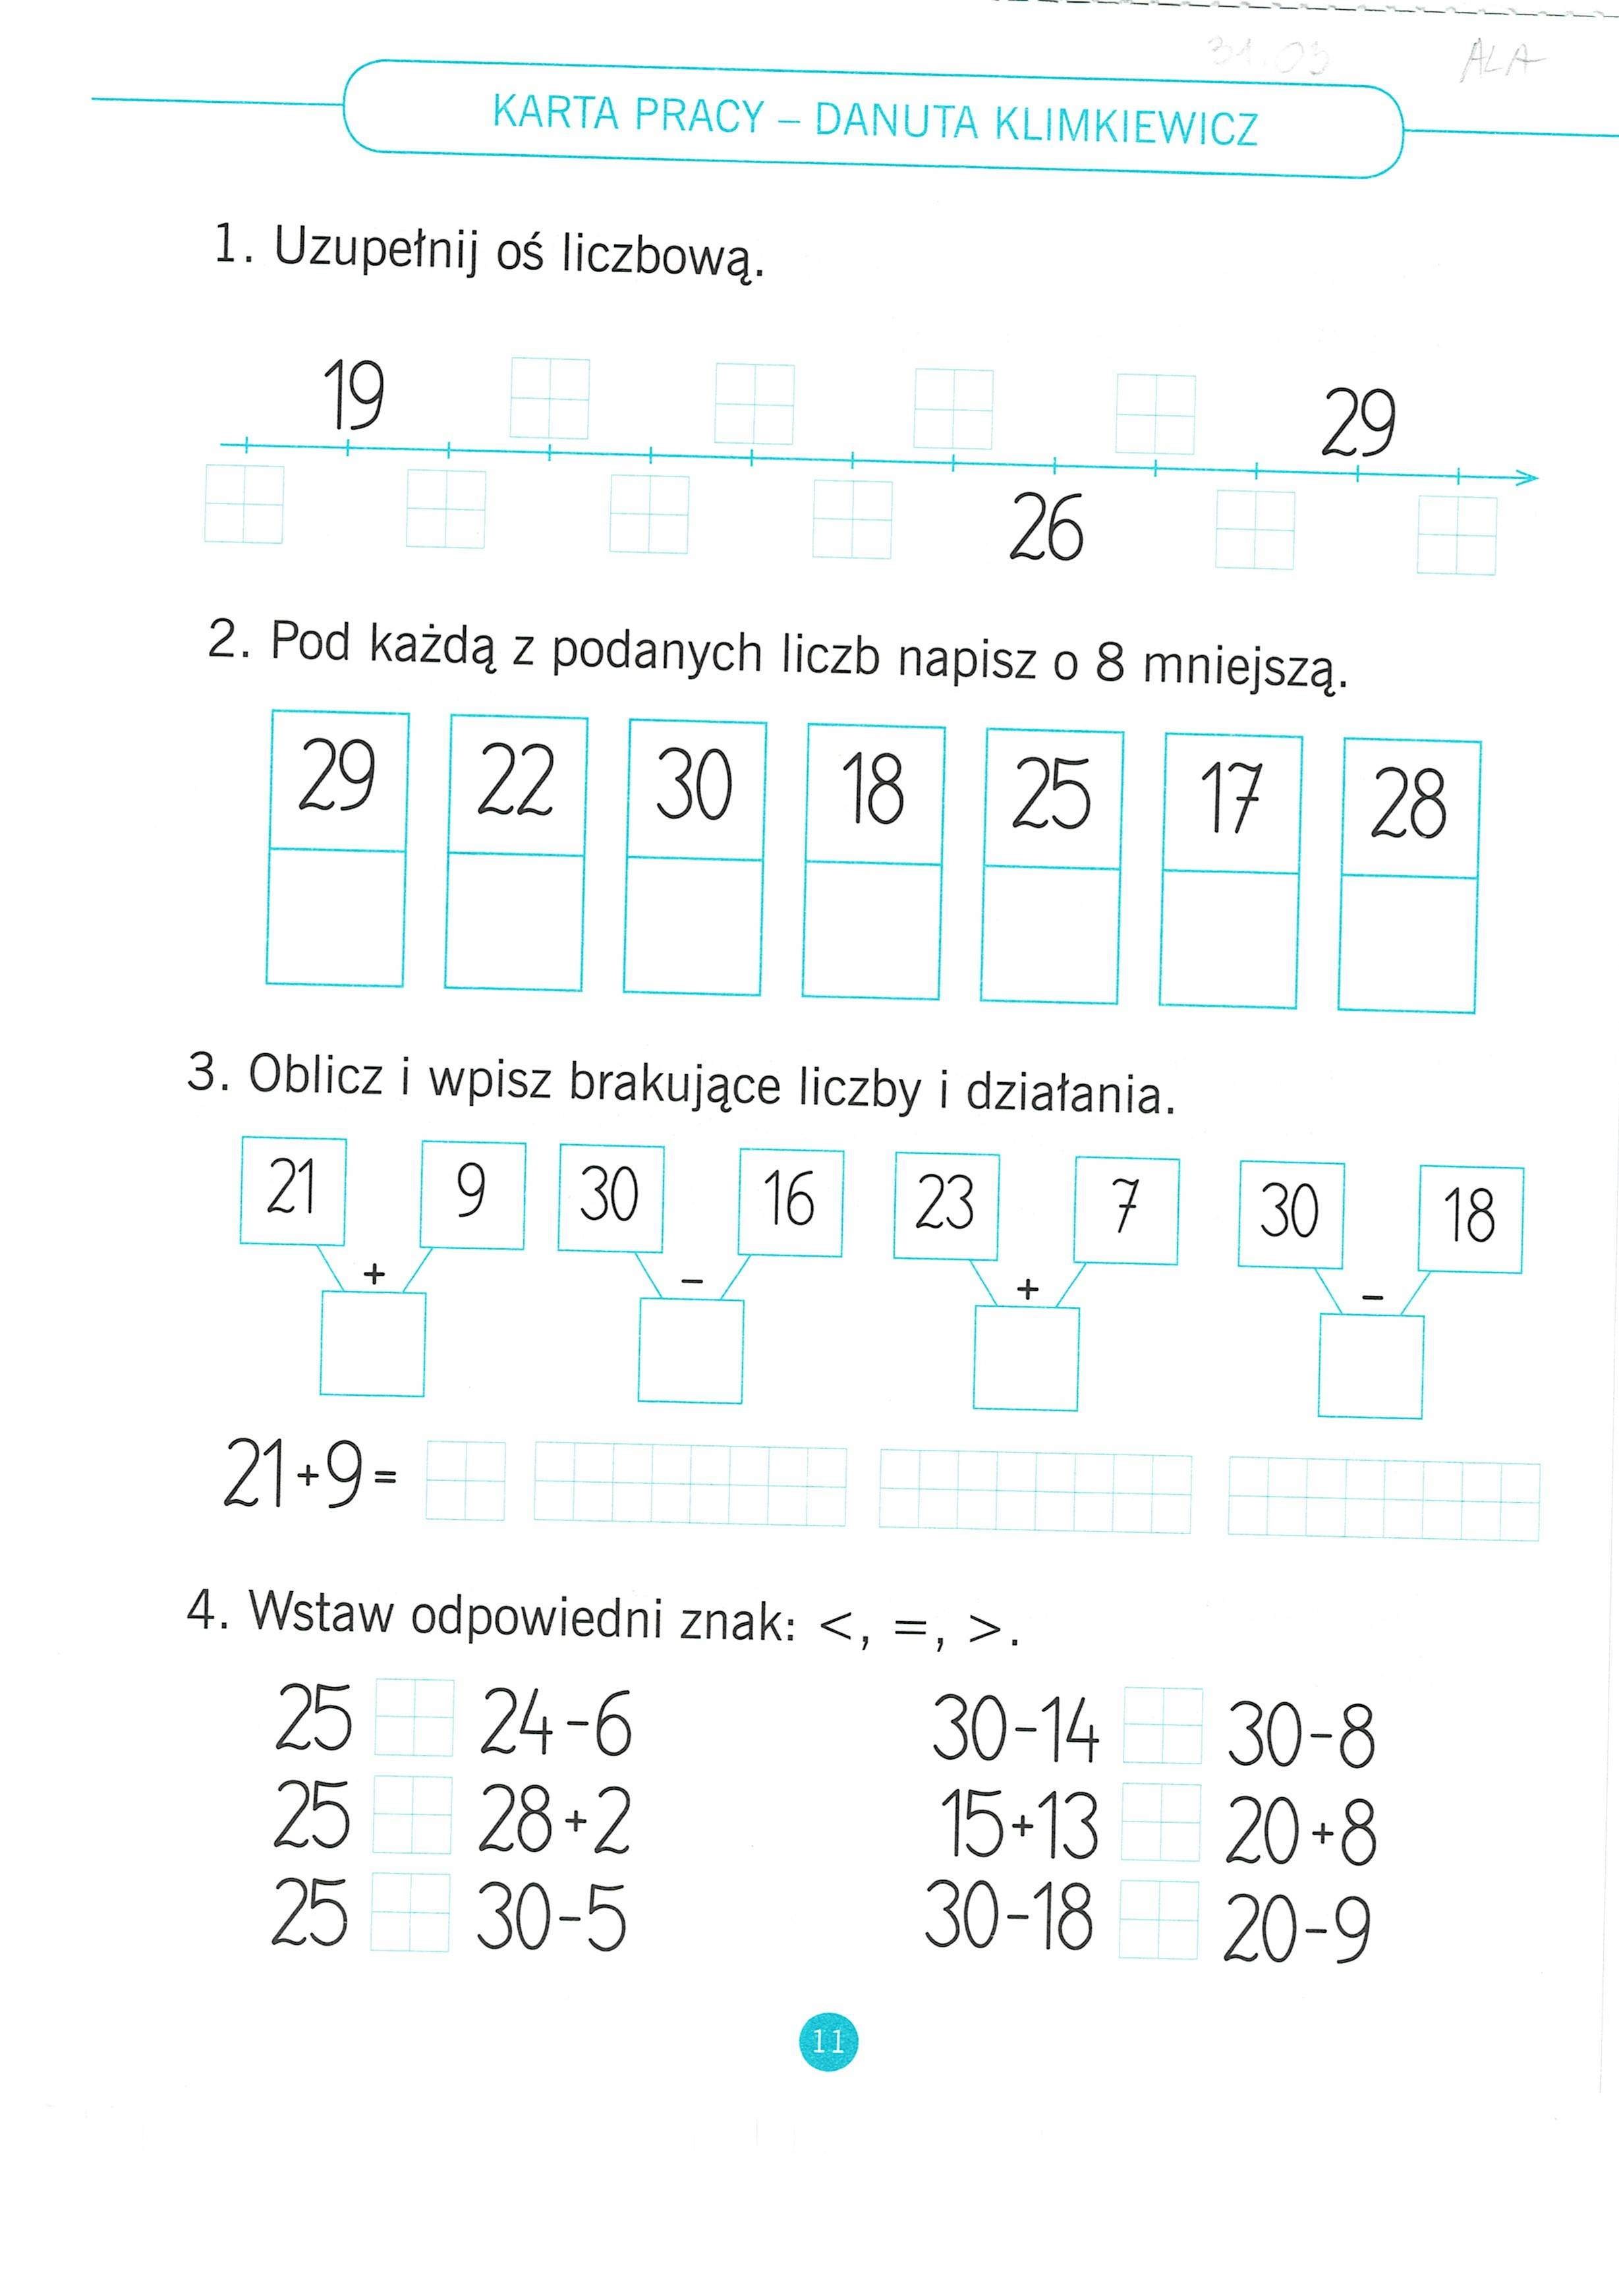 31.03 ALA
KARTA PRACY – DANUTA KLIMKIEWICZ
1. Uzupełnij oś liczbową.
19 29
26
2. Pod każdą z podanych liczb napisz o 8 mniejszą.
29 22 30 18 25 17 28
3. Oblicz i wpisz brakujące liczby i działania.
21 9 30 16 23 7 30 18
+ – + –
21+9=
4. Wstaw odpowiedni znak: <, =, >.
25 24-6 30-14 30-8
25 28+2 15+13 20+8
25 30-5 30-18 20-9
11